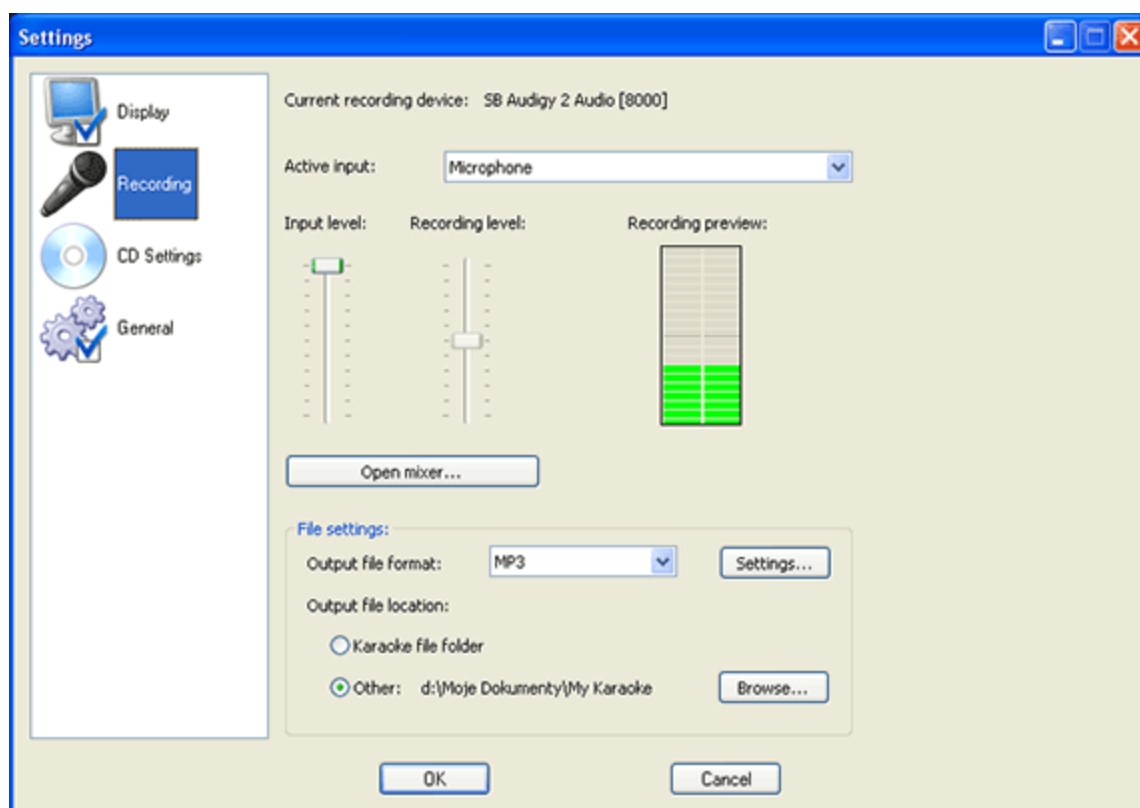 Settings
Display
Recording
CD Settings
General
Current recording device: SB Audigy 2 Audio [8000]
Active input: Microphone
Input level: Recording level: Recording preview:
Open mixer...
File settings:
Output file format: MP3 Settings...
Output file location:
Karaoke file folder
Other: d:\Moje Dokumenty\My Karaoke Browse...
OK Cancel